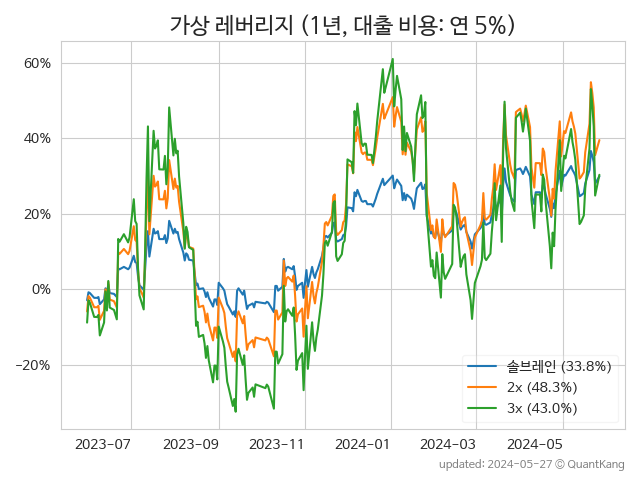 가상 레버리지 (1년, 대출 비용: 연 5%)
60%
40%
20%
0%
−20%
솔브레인 (33.8%)
2x (48.3%)
3x (43.0%)
2023-07 2023-09 2023-11 2024-01 2024-03 2024-05
updated: 2024-05-27 © QuantKang